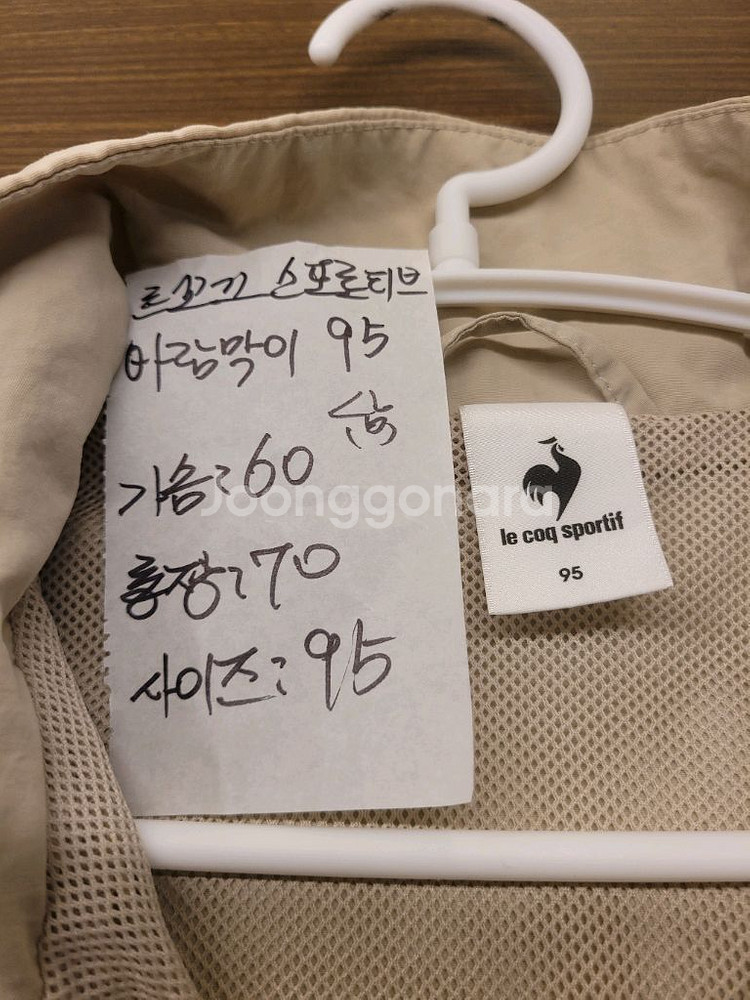 르꼬끄 스포르티브
바람막이 95
가슴:60
총장:70
사이즈:95
Joonggonara
le coq sportif
95